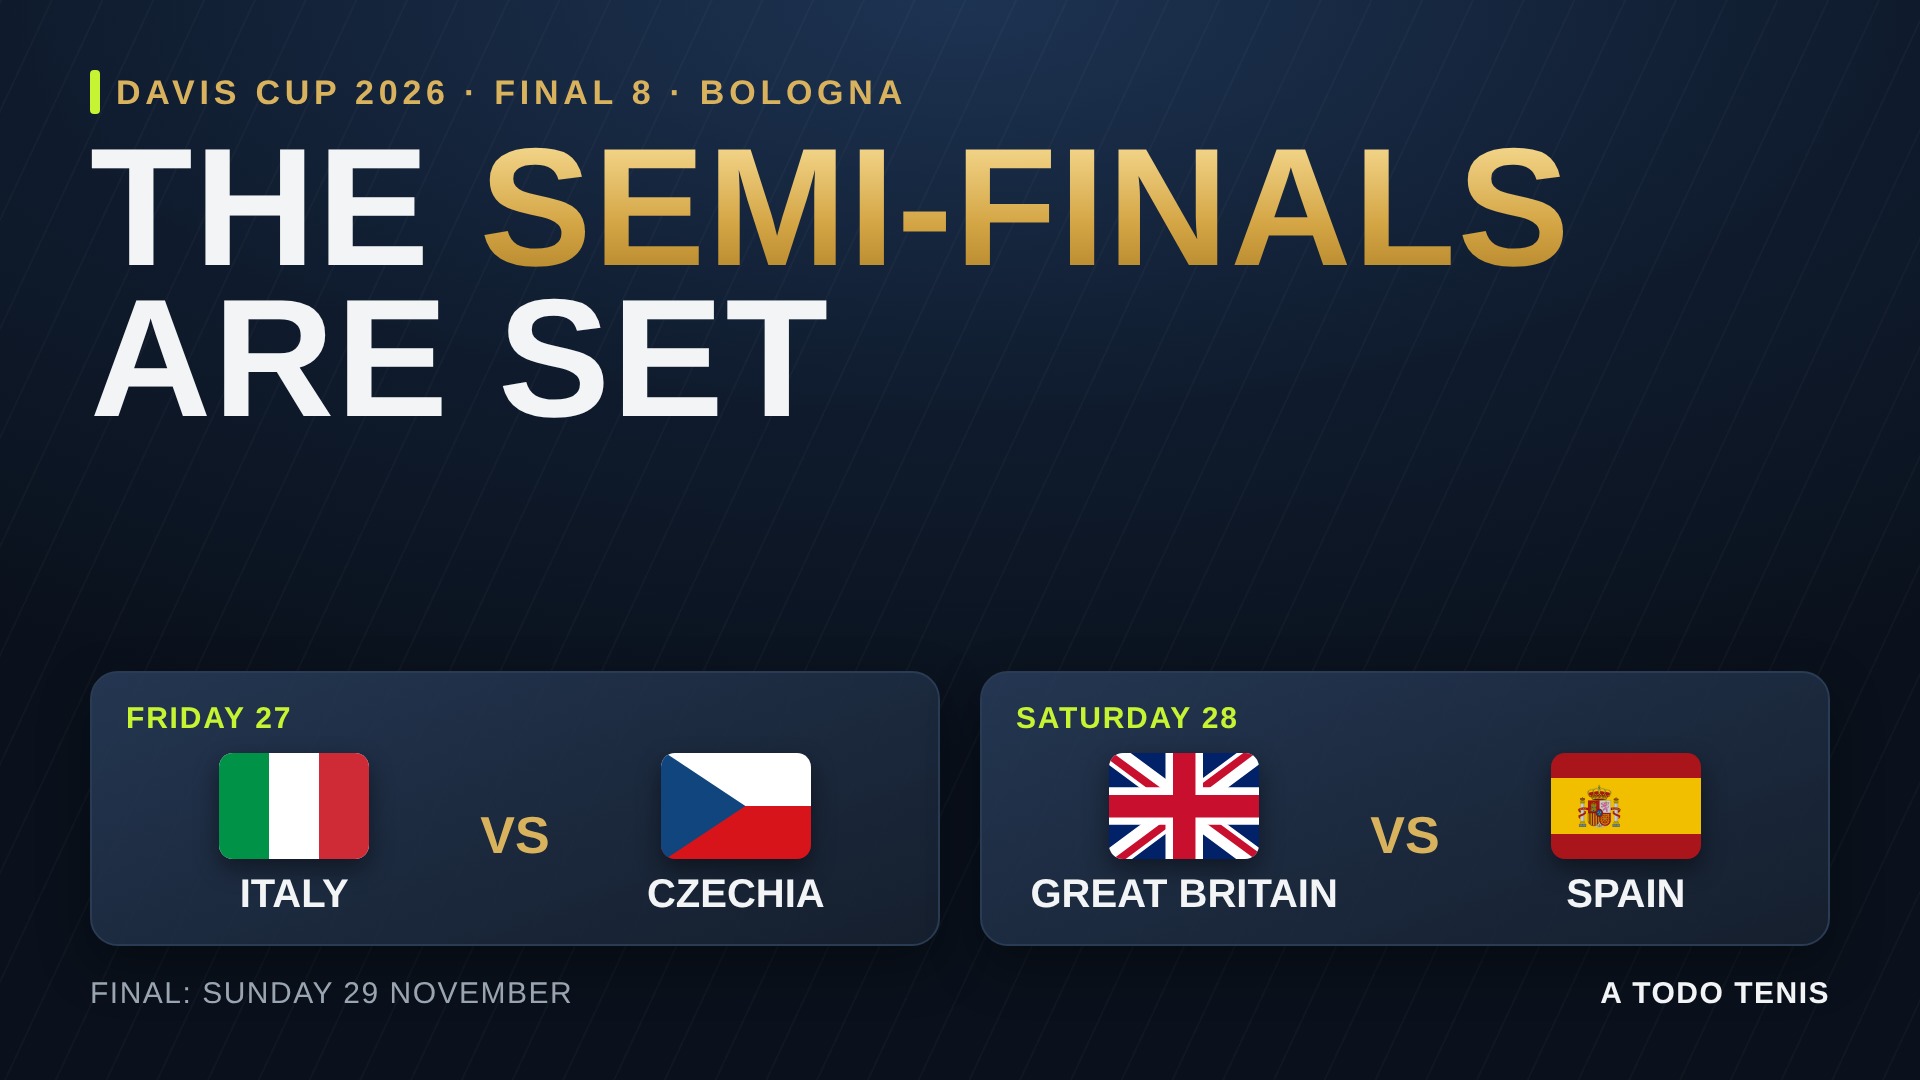 DAVIS CUP 2026 · FINAL 8 · BOLOGNA
THE SEMI-FINALS
ARE SET
FRIDAY 27
ITALY
VS
CZECHIA
SATURDAY 28
GREAT BRITAIN
VS
SPAIN
FINAL: SUNDAY 29 NOVEMBER
A TODO TENIS